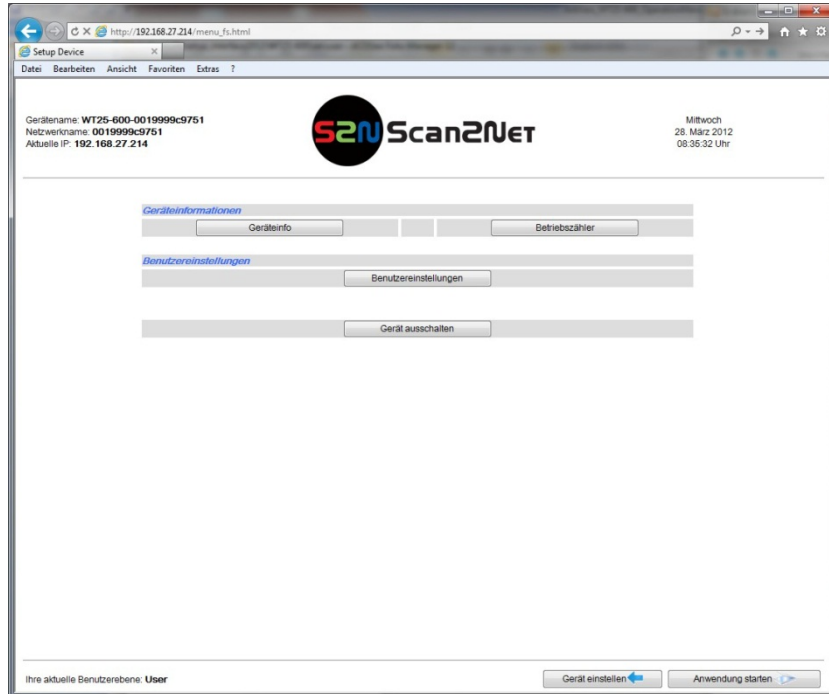 http://192.168.27.214/menu_fs.html
Setup Device
Datei Bearbeiten Ansicht Favoriten Extras ?
Gerätename: WT25-600-0019999c9751
Netzwerkname: 0019999c9751
Aktuelle IP: 192.168.27.214
S2N Scan2Net
Mittwoch
28. März 2012
08:35:32 Uhr
Geräteinformationen
Geräteinfo
Betriebszähler
Benutzereinstellungen
Benutzereinstellungen
Gerät ausschalten
Ihre aktuelle Benutzerebene: User
Gerät einstellen
Anwendung starten